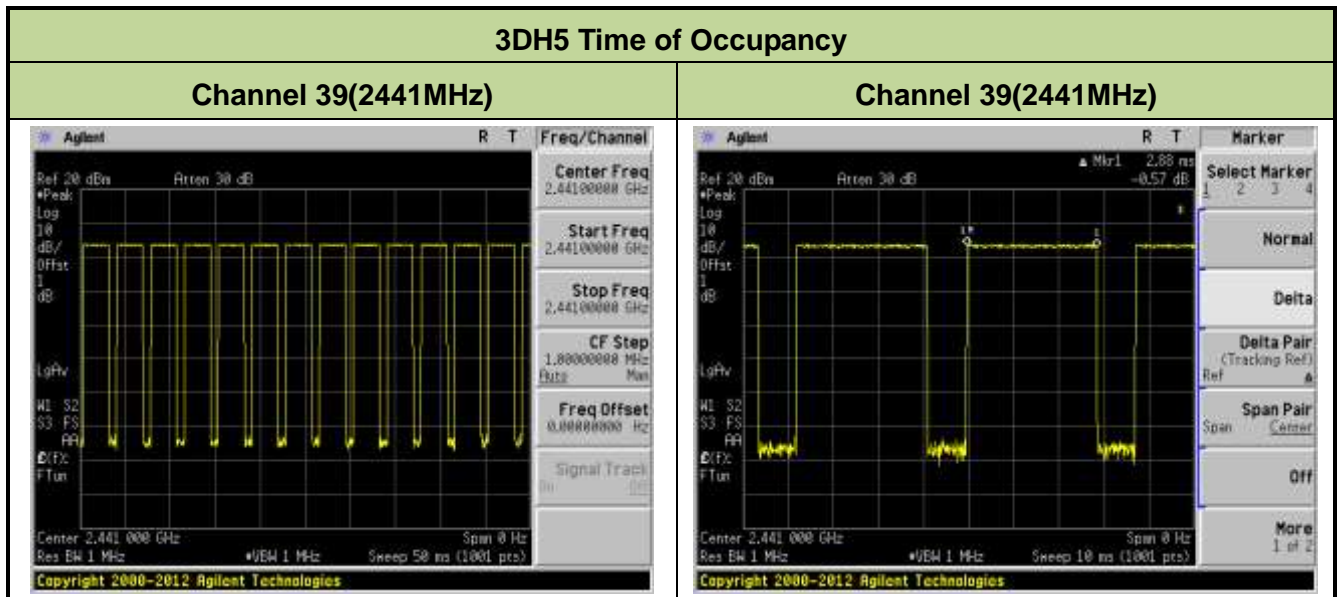 3DH5 Time of Occupancy
Channel 39(2441MHz)
Channel 39(2441MHz)
Agilent R T Freq/Channel
Ref 20 dBm Atten 30 dB
#Peak
Log
10
dB/
Offst
1
dB
LgAv
W1 S2
S3 FS
AA
£(f):
FTun
Center 2.441 000 GHz Span 0 Hz
Res BW 1 MHz #VBW 1 MHz Sweep 50 ms (1001 pts)
Copyright 2000-2012 Agilent Technologies
Center Freq
2.44100000 GHz
Start Freq
2.44100000 GHz
Stop Freq
2.44100000 GHz
CF Step
1.00000000 MHz
Auto Man
Freq Offset
0.00000000 Hz
Signal Track
On Off
Agilent R T Marker
▲ Mkr1 2.88 ms
Ref 20 dBm Atten 30 dB -0.57 dB
#Peak
Log
10
dB/
Offst
1
dB
1R
1
LgAv
W1 S2
S3 FS
AA
£(f):
FTun
Center 2.441 000 GHz Span 0 Hz
Res BW 1 MHz #VBW 1 MHz Sweep 10 ms (1001 pts)
Copyright 2000-2012 Agilent Technologies
Select Marker
1 2 3 4
Normal
Delta
Delta Pair
(Tracking Ref)
Ref ▲
Span Pair
Span Center
Off
More
1 of 2